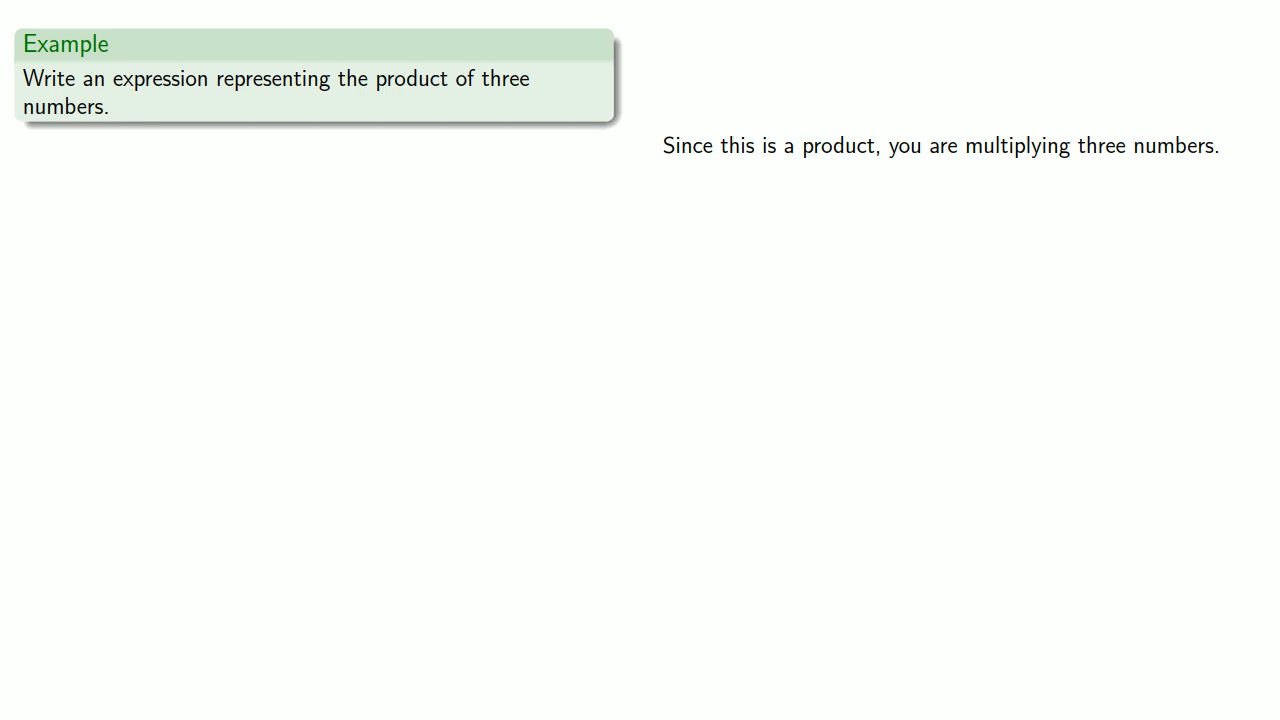 Example
Write an expression representing the product of three
numbers.
Since this is a product, you are multiplying three numbers.